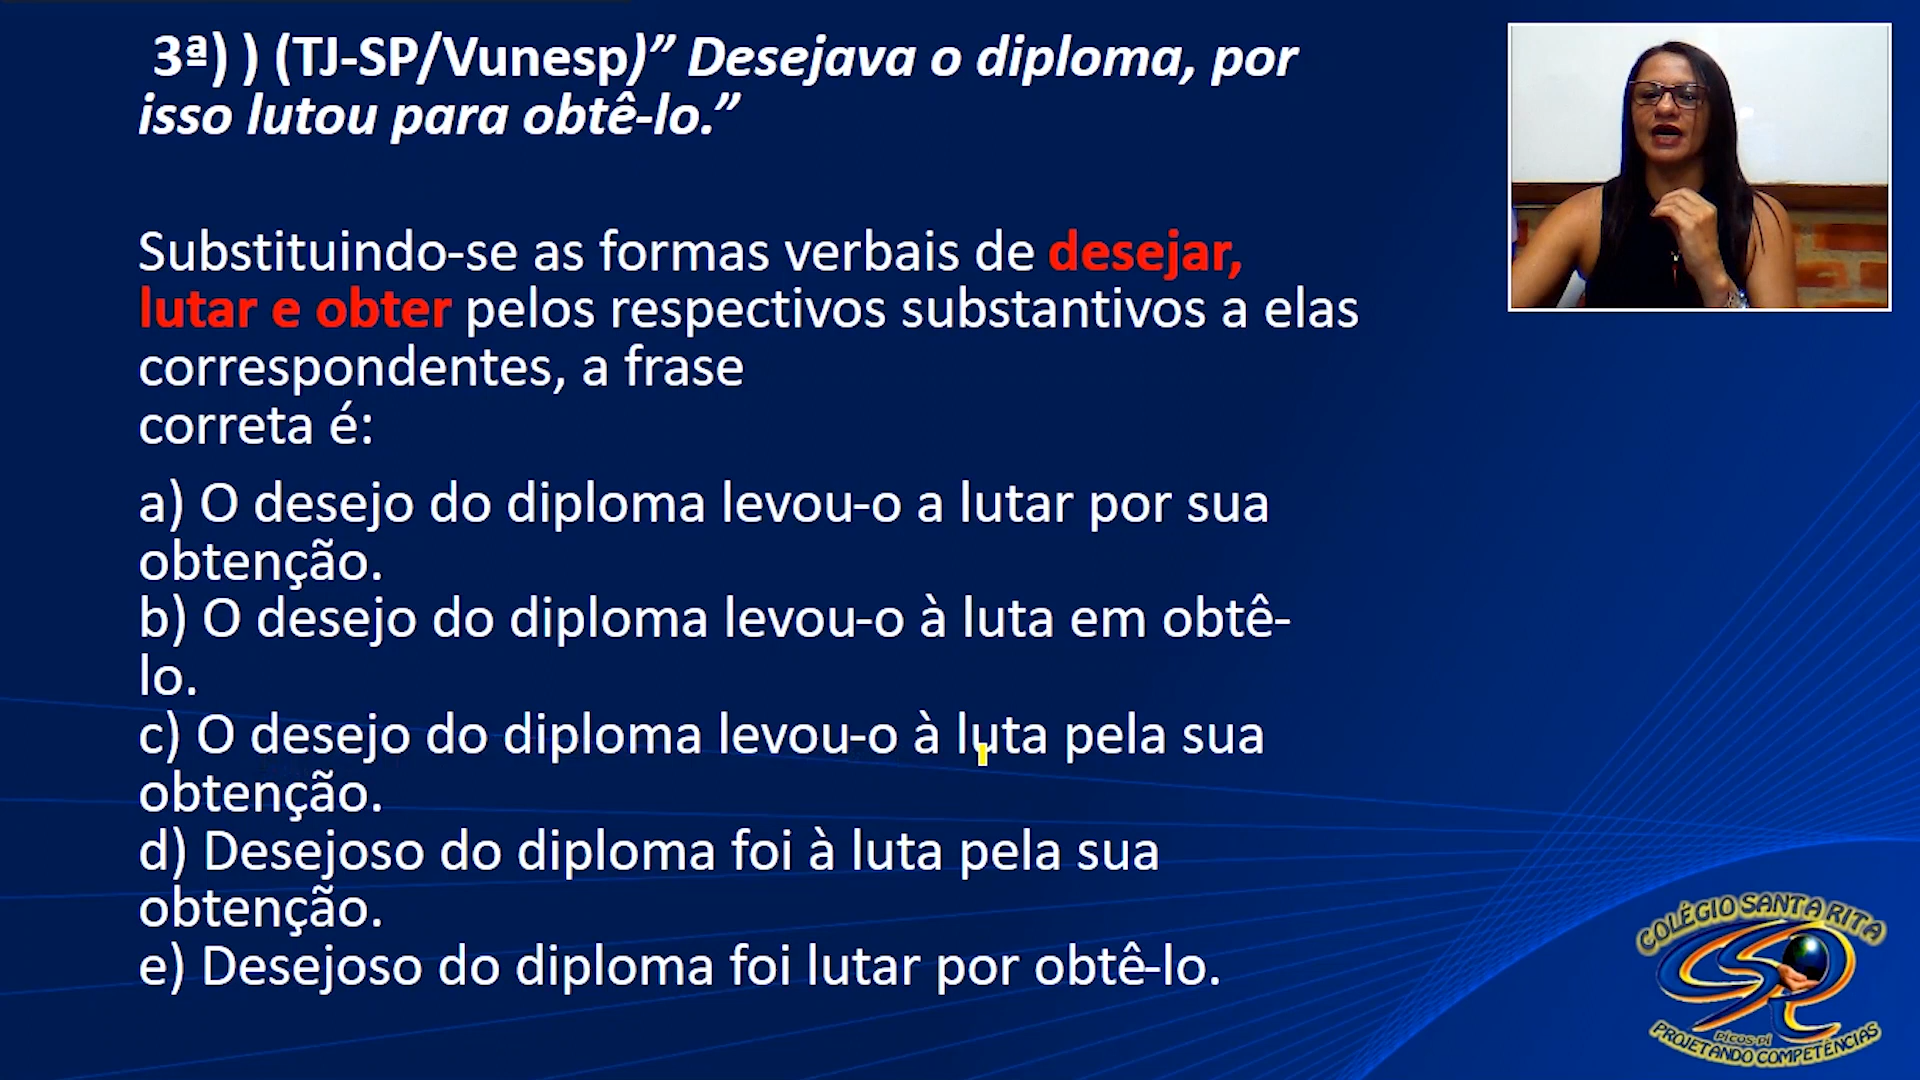 3ª) ) (TJ-SP/Vunesp)” Desejava o diploma, por
isso lutou para obtê-lo.”
Substituindo-se as formas verbais de desejar,
lutar e obter pelos respectivos substantivos a elas
correspondentes, a frase
correta é:
a) O desejo do diploma levou-o a lutar por sua
obtenção.
b) O desejo do diploma levou-o à luta em obtê-
lo.
c) O desejo do diploma levou-o à luta pela sua
obtenção.
d) Desejoso do diploma foi à luta pela sua
obtenção.
e) Desejoso do diploma foi lutar por obtê-lo.
COLÉGIO SANTA RITA
PICOS-PI
PROJETANDO COMPETÊNCIAS